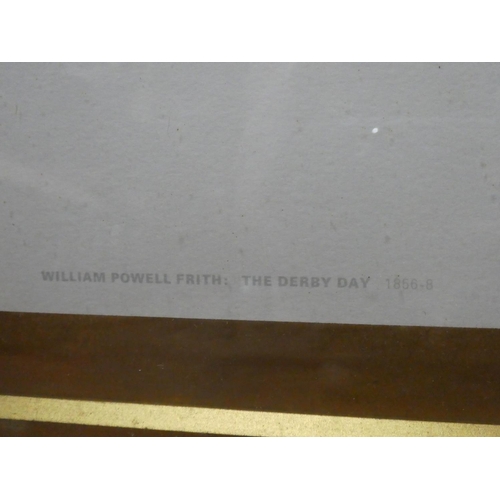 WILLIAM POWELL FRITH: THE DERBY DAY 1856-8